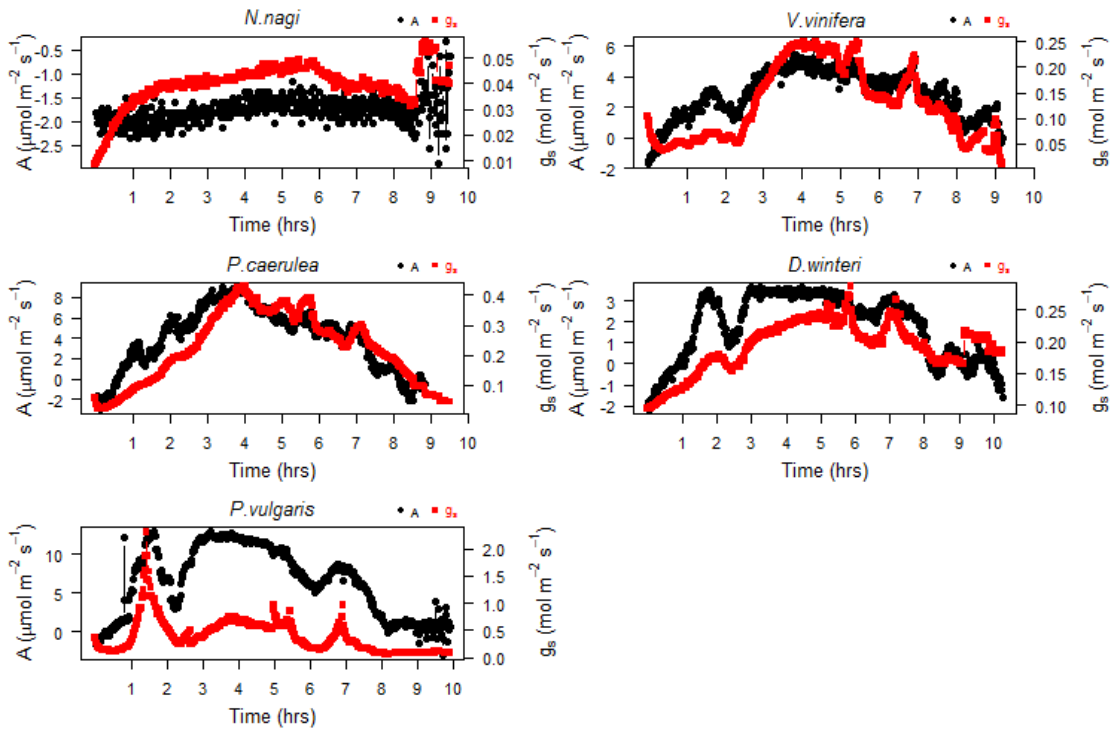 N.nagi
A
gₛ
A (μmol m⁻² s⁻¹)
-0.5
-1.0
-1.5
-2.0
-2.5
0.05
0.04
0.03
0.02
0.01
gₛ (mol m⁻² s⁻¹)
1 2 3 4 5 6 7 8 9 10
Time (hrs)
V.vinifera
A
gₛ
A (μmol m⁻² s⁻¹)
6
4
2
0
-2
0.25
0.20
0.15
0.10
0.05
gₛ (mol m⁻² s⁻¹)
1 2 3 4 5 6 7 8 9 10
Time (hrs)
P.caerulea
A
gₛ
A (μmol m⁻² s⁻¹)
8
6
4
2
0
-2
0.4
0.3
0.2
0.1
gₛ (mol m⁻² s⁻¹)
1 2 3 4 5 6 7 8 9 10
Time (hrs)
D.winteri
A
gₛ
A (μmol m⁻² s⁻¹)
3
2
1
0
-1
-2
0.25
0.20
0.15
0.10
gₛ (mol m⁻² s⁻¹)
1 2 3 4 5 6 7 8 9 10
Time (hrs)
P.vulgaris
A
gₛ
A (μmol m⁻² s⁻¹)
10
5
0
2.0
1.5
1.0
0.5
0.0
gₛ (mol m⁻² s⁻¹)
1 2 3 4 5 6 7 8 9 10
Time (hrs)